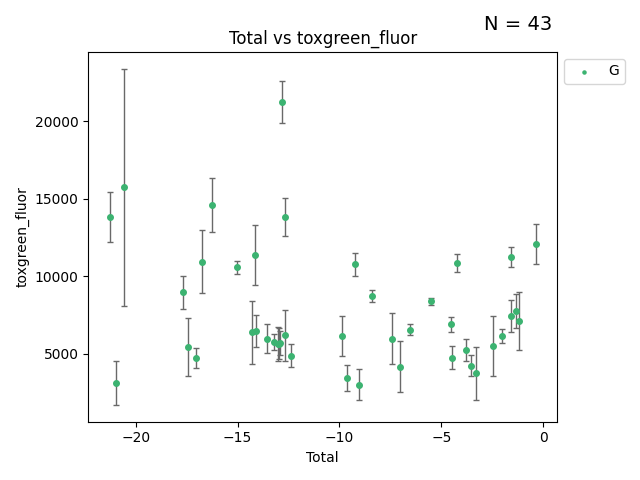 N = 43
Total vs toxgreen_fluor
G
toxgreen_fluor
20000
15000
10000
5000
−20 −15 −10 −5 0
Total